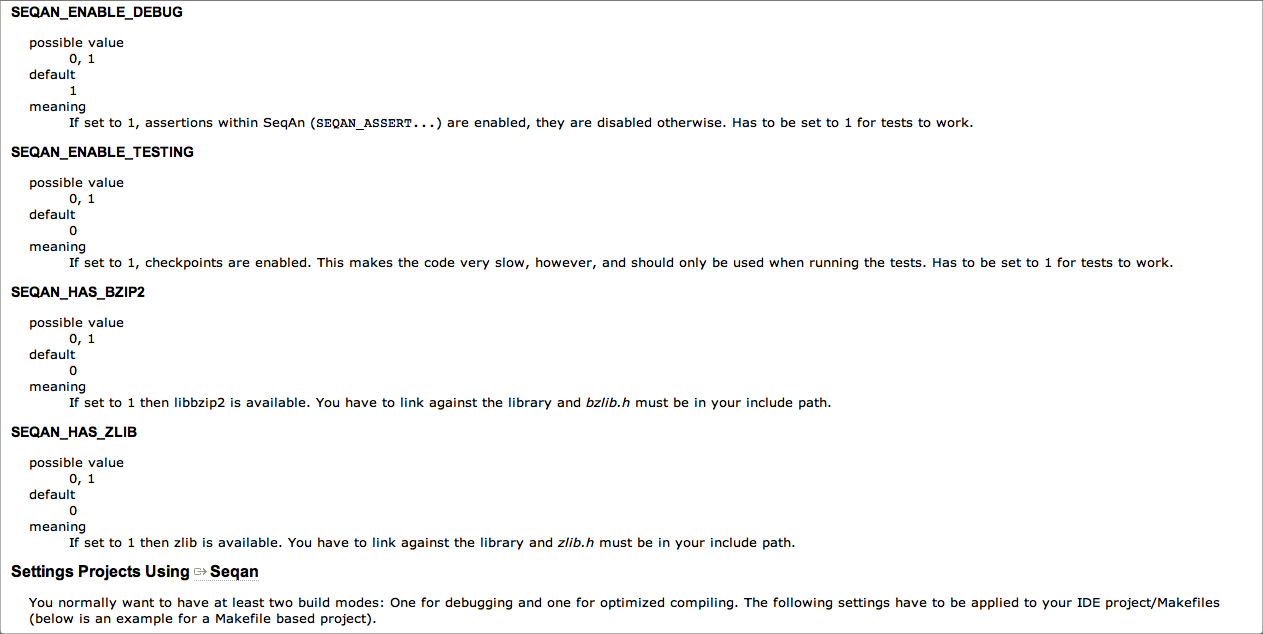 SEQAN_ENABLE_DEBUG
possible value
0, 1
default
1
meaning
If set to 1, assertions within SeqAn (SEQAN_ASSERT...) are enabled, they are disabled otherwise. Has to be set to 1 for tests to work.
SEQAN_ENABLE_TESTING
possible value
0, 1
default
0
meaning
If set to 1, checkpoints are enabled. This makes the code very slow, however, and should only be used when running the tests. Has to be set to 1 for tests to work.
SEQAN_HAS_BZIP2
possible value
0, 1
default
0
meaning
If set to 1 then libbzip2 is available. You have to link against the library and bzlib.h must be in your include path.
SEQAN_HAS_ZLIB
possible value
0, 1
default
0
meaning
If set to 1 then zlib is available. You have to link against the library and zlib.h must be in your include path.
Settings Projects Using Seqan
You normally want to have at least two build modes: One for debugging and one for optimized compiling. The following settings have to be applied to your IDE project/Makefiles
(below is an example for a Makefile based project).